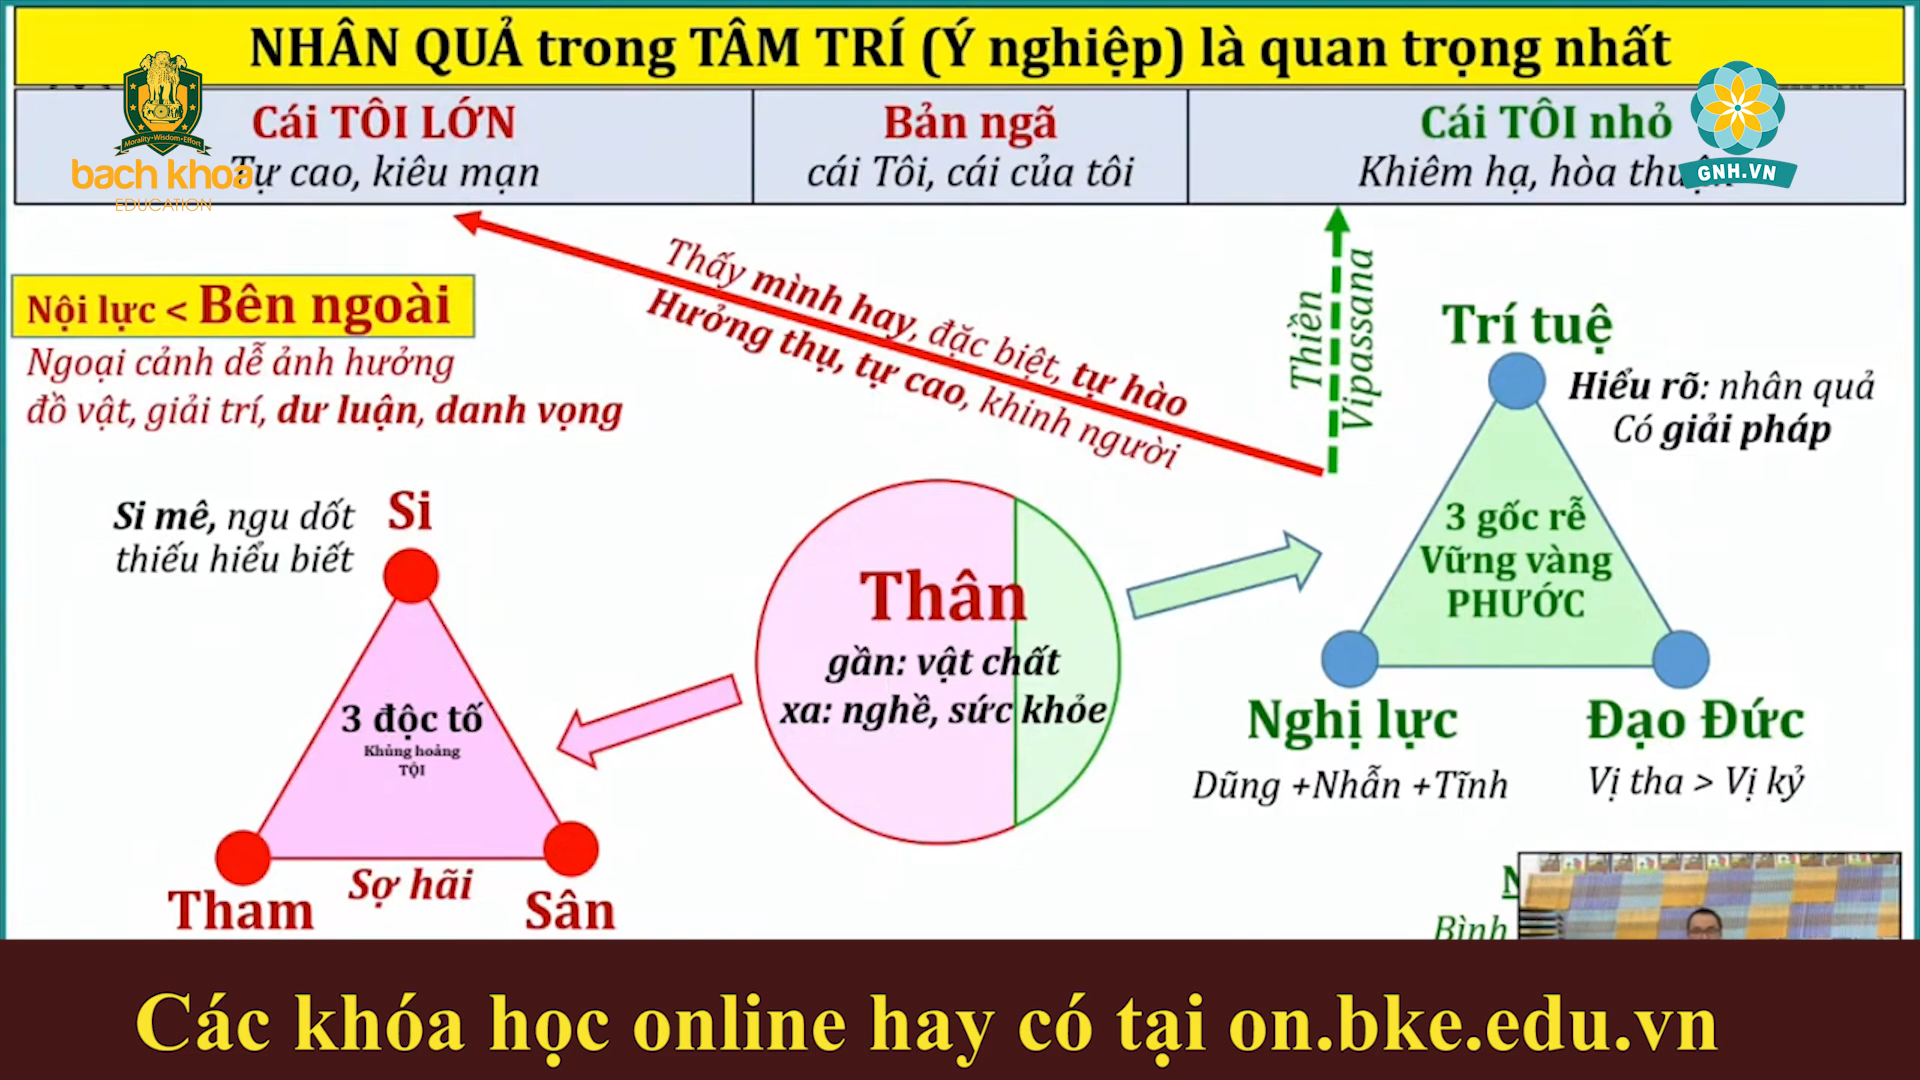 NHÂN QUẢ trong TÂM TRÍ (Ý nghiệp) là quan trọng nhất
Cái TÔI LỚN
Tự cao, kiêu mạn
Bản ngã
cái Tôi, cái của tôi
Cái TÔI nhỏ
Khiêm hạ, hòa
Morality•Wisdom•Effort
bach khoa
EDUCATION
GNH.VN
Nội lực < Bên ngoài
Ngoại cảnh dễ ảnh hưởng
đồ vật, giải trí, dư luận, danh vọng
Thấy mình hay, đặc biệt, tự hào
Hưởng thụ, tự cao, khinh người
Thiền
Vipassana
Trí tuệ
Hiểu rõ: nhân quả
Có giải pháp
3 gốc rễ
Vững vàng
PHƯỚC
Nghị lực
Dũng +Nhẫn +Tĩnh
Đạo Đức
Vị tha > Vị kỷ
Si mê, ngu dốt
thiếu hiểu biết
Si
3 độc tố
Khủng hoảng
TỘI
Tham
Sợ hãi
Sân
Thân
gần: vật chất
xa: nghề, sức khỏe
Bình
Các khóa học online hay có tại on.bke.edu.vn